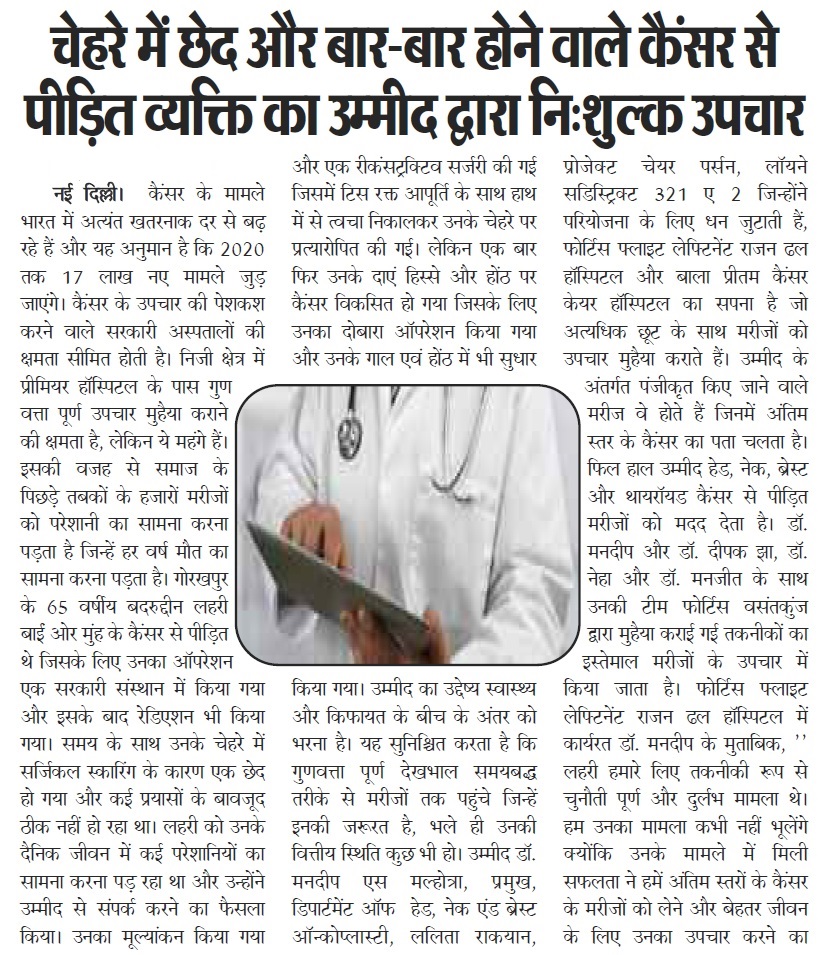 चेहरे में छेद और बार-बार होने वाले कैंसर से
पीड़ित व्यक्ति का उम्मीद द्वारा निःशुल्क उपचार
नई दिल्ली। कैंसर के मामले
भारत में अत्यंत खतरनाक दर से बढ़
रहे हैं और यह अनुमान है कि 2020
तक 17 लाख नए मामले जुड़
जाएंगे। कैंसर के उपचार की पेशकश
करने वाले सरकारी अस्पतालों की
क्षमता सीमित होती है। निजी क्षेत्र में
प्रीमियर हॉस्पिटल के पास गुण
वत्ता पूर्ण उपचार मुहैया कराने
की क्षमता है, लेकिन ये महंगे हैं।
इसकी वजह से समाज के
पिछड़े तबकों के हजारों मरीजों
को परेशानी का सामना करना
पड़ता है जिन्हें हर वर्ष मौत का
सामना करना पड़ता है। गोरखपुर
के 65 वर्षीय बदरुद्दीन लहरी
बाईं ओर मुंह के कैंसर से पीड़ित
थे जिसके लिए उनका ऑपरेशन
एक सरकारी संस्थान में किया गया
और इसके बाद रेडिएशन भी किया
गया। समय के साथ उनके चेहरे में
सर्जिकल स्कारिंग के कारण एक छेद
हो गया और कई प्रयासों के बावजूद
ठीक नहीं हो रहा था। लहरी को उनके
दैनिक जीवन में कई परेशानियों का
सामना करना पड़ रहा था और उन्होंने
उम्मीद से संपर्क करने का फैसला
किया। उनका मूल्यांकन किया गया
और एक रीकंसट्रक्टिव सर्जरी की गई
जिसमें टिस रक्त आपूर्ति के साथ हाथ
में से त्वचा निकालकर उनके चेहरे पर
प्रत्यारोपित की गई। लेकिन एक बार
फिर उनके दाएं हिस्से और होंठ पर
कैंसर विकसित हो गया जिसके लिए
उनका दोबारा ऑपरेशन किया गया
और उनके गाल एवं होंठ में भी सुधार
किया गया। उम्मीद का उद्देष्य स्वास्थ्य
और किफायत के बीच के अंतर को
भरना है। यह सुनिश्चित करता है कि
गुणवत्ता पूर्ण देखभाल समयबद्ध
तरीके से मरीजों तक पहुंचे जिन्हें
इनकी जरूरत है, भले ही उनकी
वित्तीय स्थिति कुछ भी हो। उम्मीद डॉ.
मनदीप एस मल्होत्रा, प्रमुख,
डिपार्टमेंट ऑफ हेड, नेक एंड ब्रेस्ट
ऑन्कोप्लास्टी, ललिता राकयान,
प्रोजेक्ट चेयर पर्सन, लॉयने
सडिस्ट्रिक्ट 321 ए 2 जिन्होंने
परियोजना के लिए धन जुटाती हैं,
फोर्टिस फ्लाइट लेफ्टिनेंट राजन ढल
हॉस्पिटल और बाला प्रीतम कैंसर
केयर हॉस्पिटल का सपना है जो
अत्यधिक छूट के साथ मरीजों को
उपचार मुहैया कराते हैं। उम्मीद के
अंतर्गत पंजीकृत किए जाने वाले
मरीज वे होते हैं जिनमें अंतिम
स्तर के कैंसर का पता चलता है।
फिल हाल उम्मीद हेड, नेक, ब्रेस्ट
और थायरॉयड कैंसर से पीड़ित
मरीजों को मदद देता है। डॉ.
मनदीप और डॉ. दीपक झा, डॉ.
नेहा और डॉ. मनजीत के साथ
उनकी टीम फोर्टिस वसंतकुंज
द्वारा मुहैया कराई गई तकनीकों का
इस्तेमाल मरीजों के उपचार में
किया जाता है। फोर्टिस फ्लाइट
लेफ्टिनेंट राजन ढल हॉस्पिटल में
कार्यरत डॉ. मनदीप के मुताबिक, ''
लहरी हमारे लिए तकनीकी रूप से
चुनौती पूर्ण और दुर्लभ मामला थे।
हम उनका मामला कभी नहीं भूलेंगे
क्योंकि उनके मामले में मिली
सफलता ने हमें अंतिम स्तरों के कैंसर
के मरीजों को लेने और बेहतर जीवन
के लिए उनका उपचार करने का